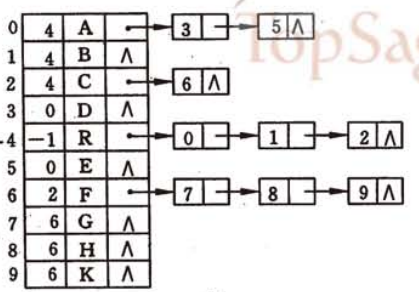 TopSag
0 4 A 3 5 ∧
1 4 B ∧
2 4 C 6 ∧
3 0 D ∧
4 -1 R 0 1 2 ∧
5 0 E ∧
6 2 F 7 8 9 ∧
7 6 G ∧
8 6 H ∧
9 6 K ∧